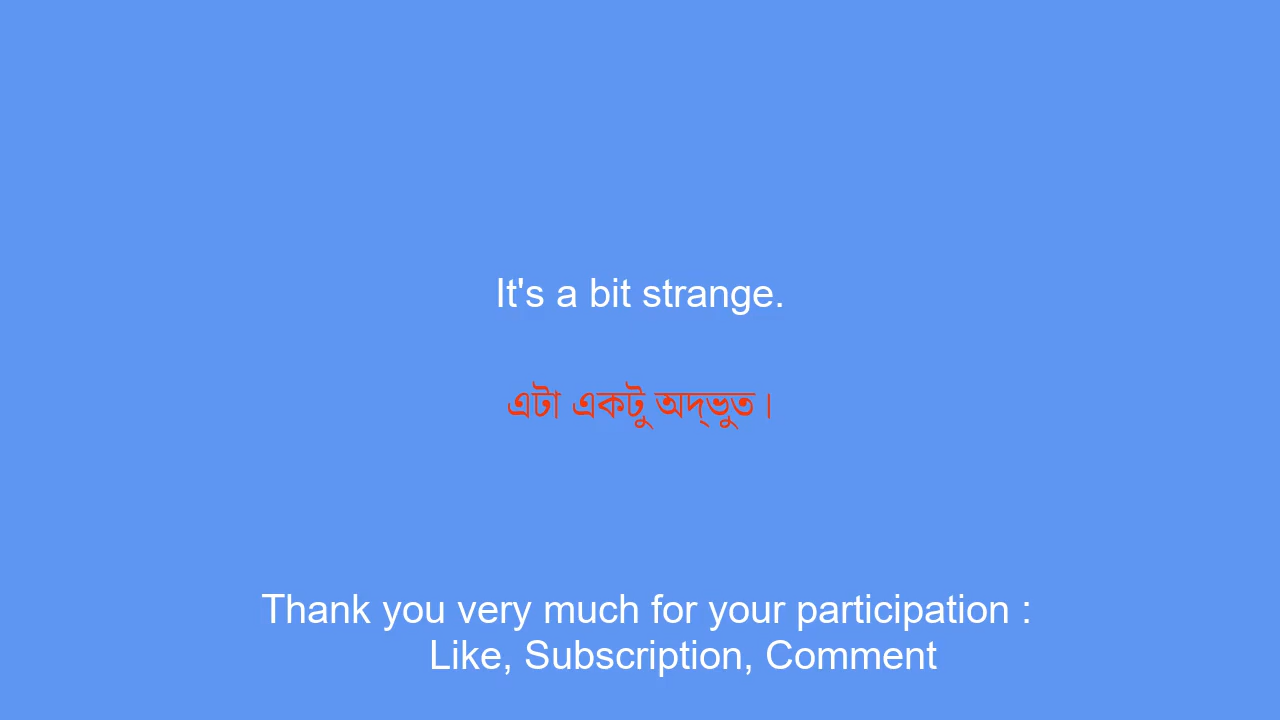 It's a bit strange.
এটা একটু অদ্ভুত।
Thank you very much for your participation :
Like, Subscription, Comment